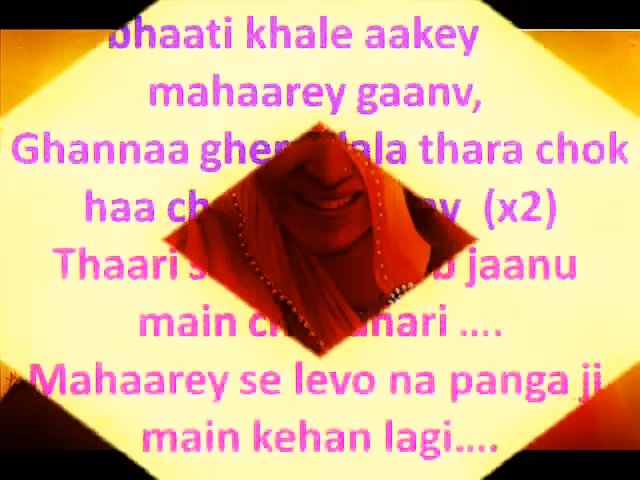 bhaati khale aakey
mahaarey gaanv,
Ghannaa thara chok
haa (x2)
Thaari jaanu
main
Mahaarey se levo na panga ji
main kehan lagi....